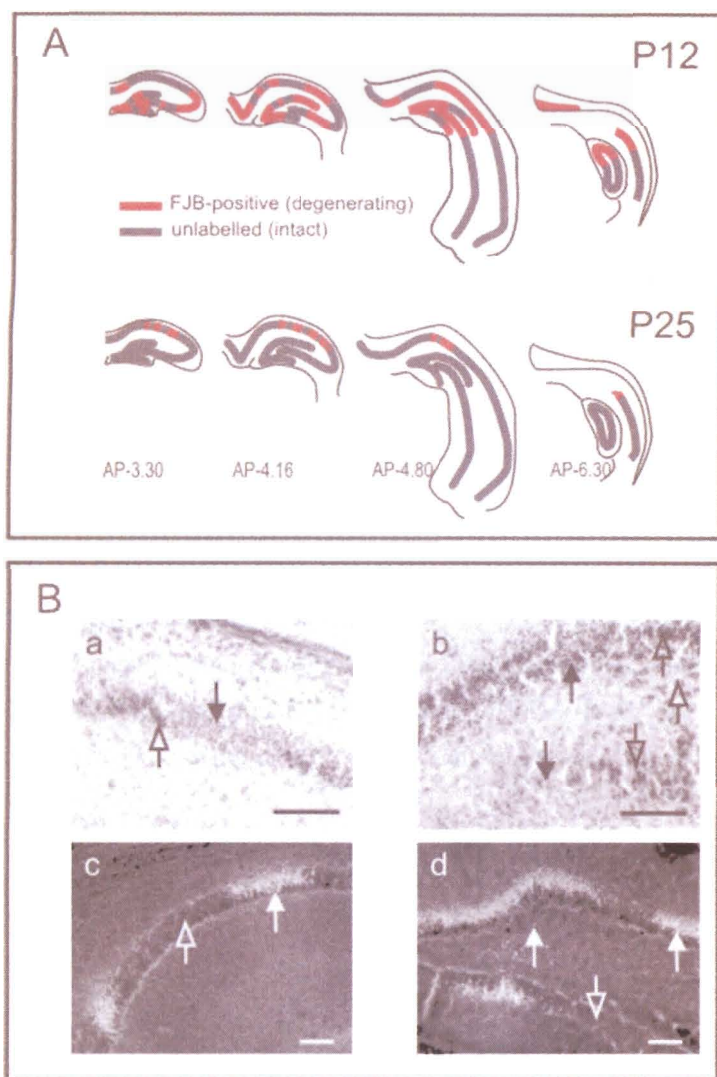 A
P12
FJB-positive (degenerating)
unlabelled (intact)
P25
AP-3.30
AP-4.16
AP-4.80
AP-6.30
B
a
b
c
d